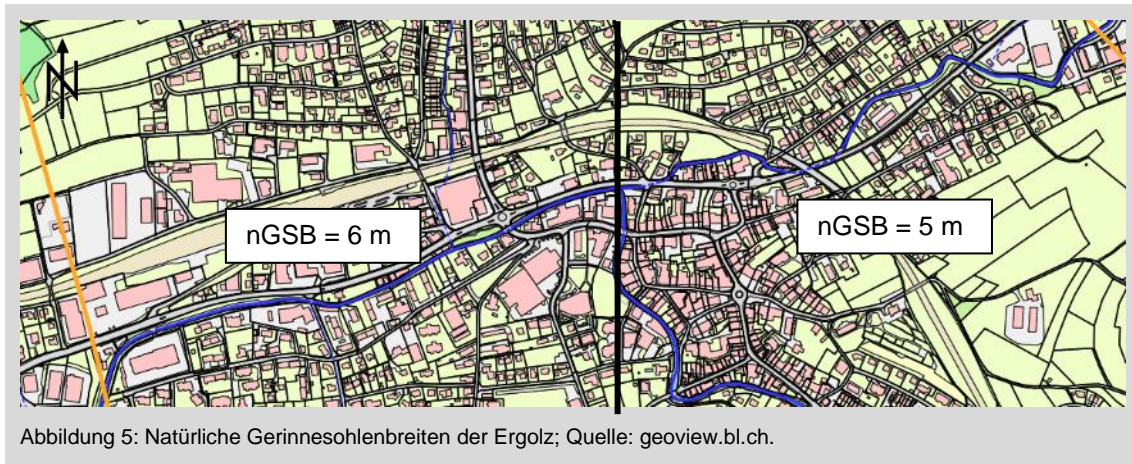 N
nGSB = 6 m
nGSB = 5 m
Abbildung 5: Natürliche Gerinnesohlenbreiten der Ergolz; Quelle: geoview.bl.ch.